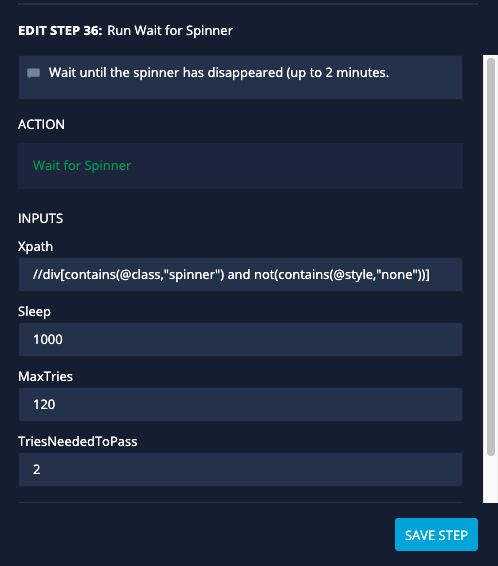 EDIT STEP 36: Run Wait for Spinner
Wait until the spinner has disappeared (up to 2 minutes.
ACTION
Wait for Spinner
INPUTS
Xpath
//div[contains(@class,"spinner") and not(contains(@style,"none"))]
Sleep
1000
MaxTries
120
TriesNeededToPass
2
SAVE STEP